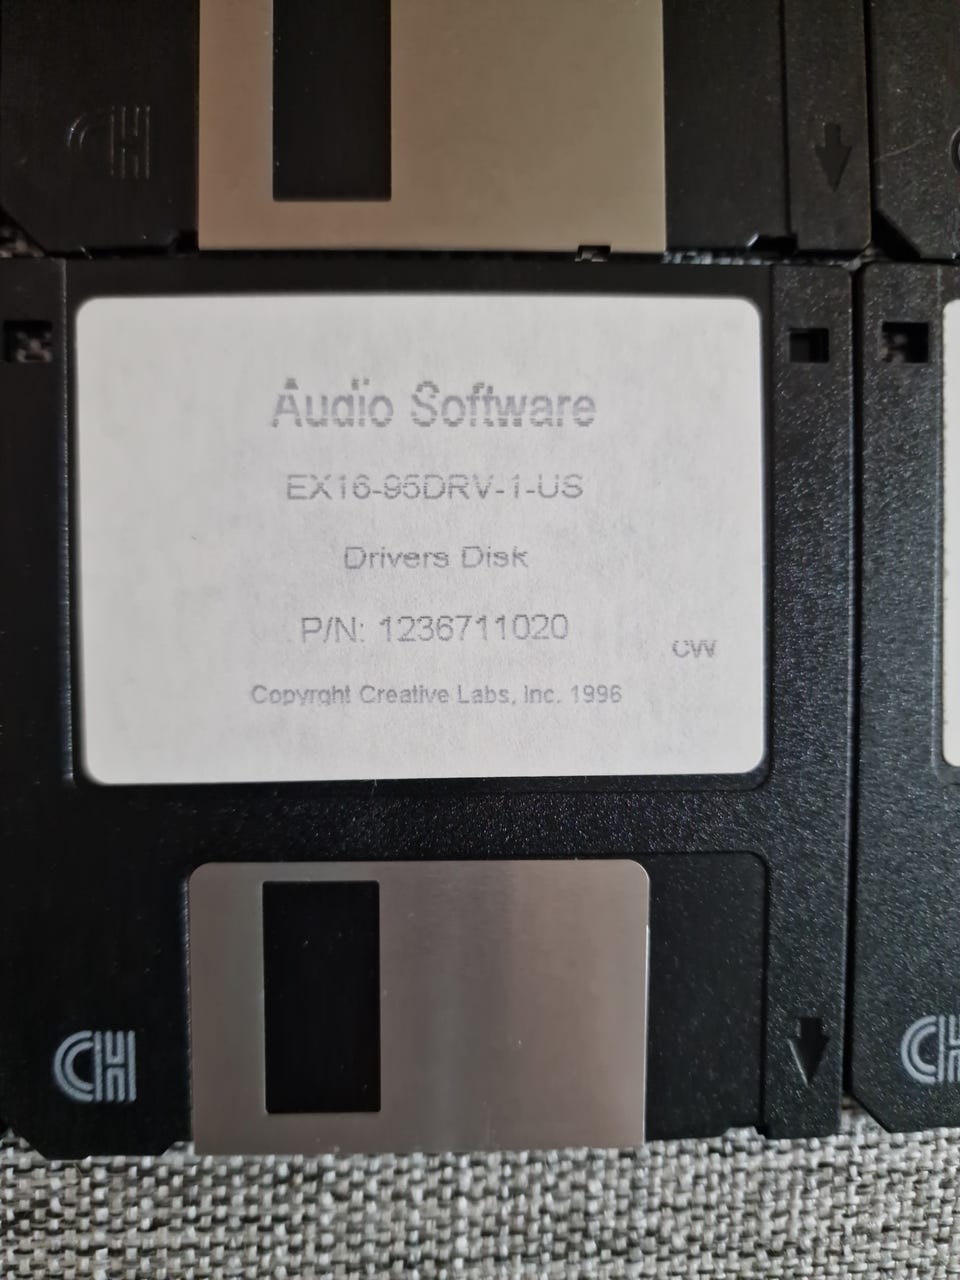 Audio Software
EX16-95DRV-1-US
Drivers Disk
P/N: 1236711020
CW
Copyrght Creative Labs, Inc. 1996